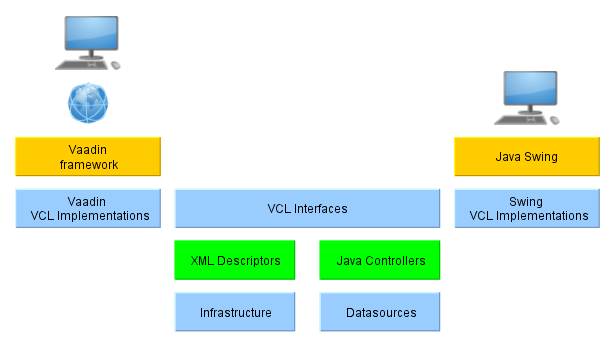 Vaadin
framework
Java Swing
Vaadin
VCL Implementations
VCL Interfaces
Swing
VCL Implementations
XML Descriptors
Java Controllers
Infrastructure
Datasources